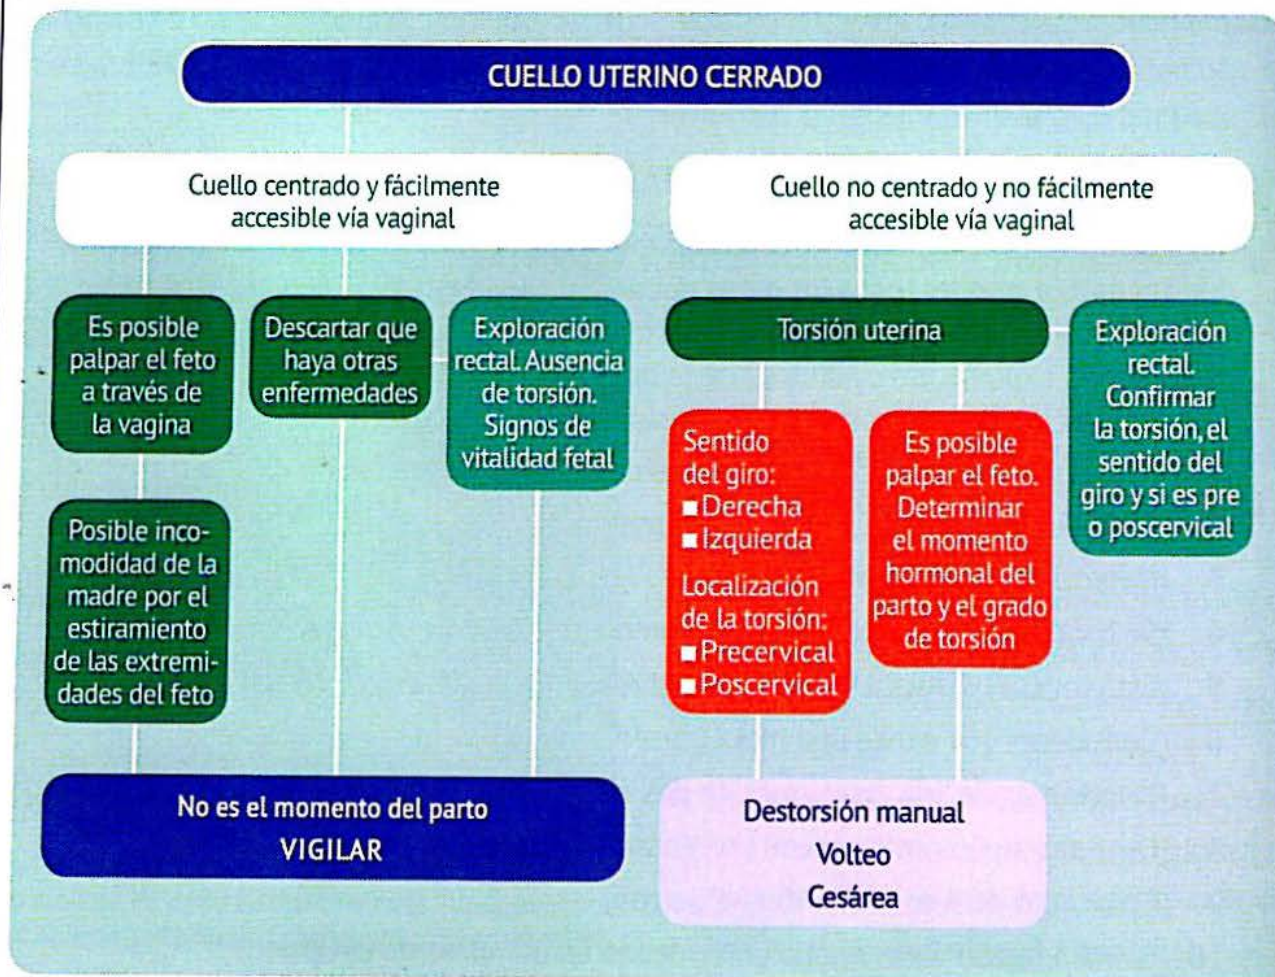 CUELLO UTERINO CERRADO
Cuello centrado y fácilmente
accesible vía vaginal
Cuello no centrado y no fácilmente
accesible vía vaginal
Es posible
palpar el feto
a través de
la vagina
Descartar que
haya otras
enfermedades
Exploración
rectal. Ausencia
de torsión.
Signos de
vitalidad fetal
Posible inco-
modidad de la
madre por el
estiramiento
de las extremi-
dades del feto
No es el momento del parto
VIGILAR
Torsión uterina
Exploración
rectal.
Confirmar
la torsión, el
sentido del
giro y si es pre
o poscervical
Sentido
del giro:
■ Derecha
■ Izquierda
Localización
de la torsión:
■ Precervical
■ Poscervical
Es posible
palpar el feto.
Determinar
el momento
hormonal del
parto y el grado
de torsión
Destorsión manual
Volteo
Cesárea